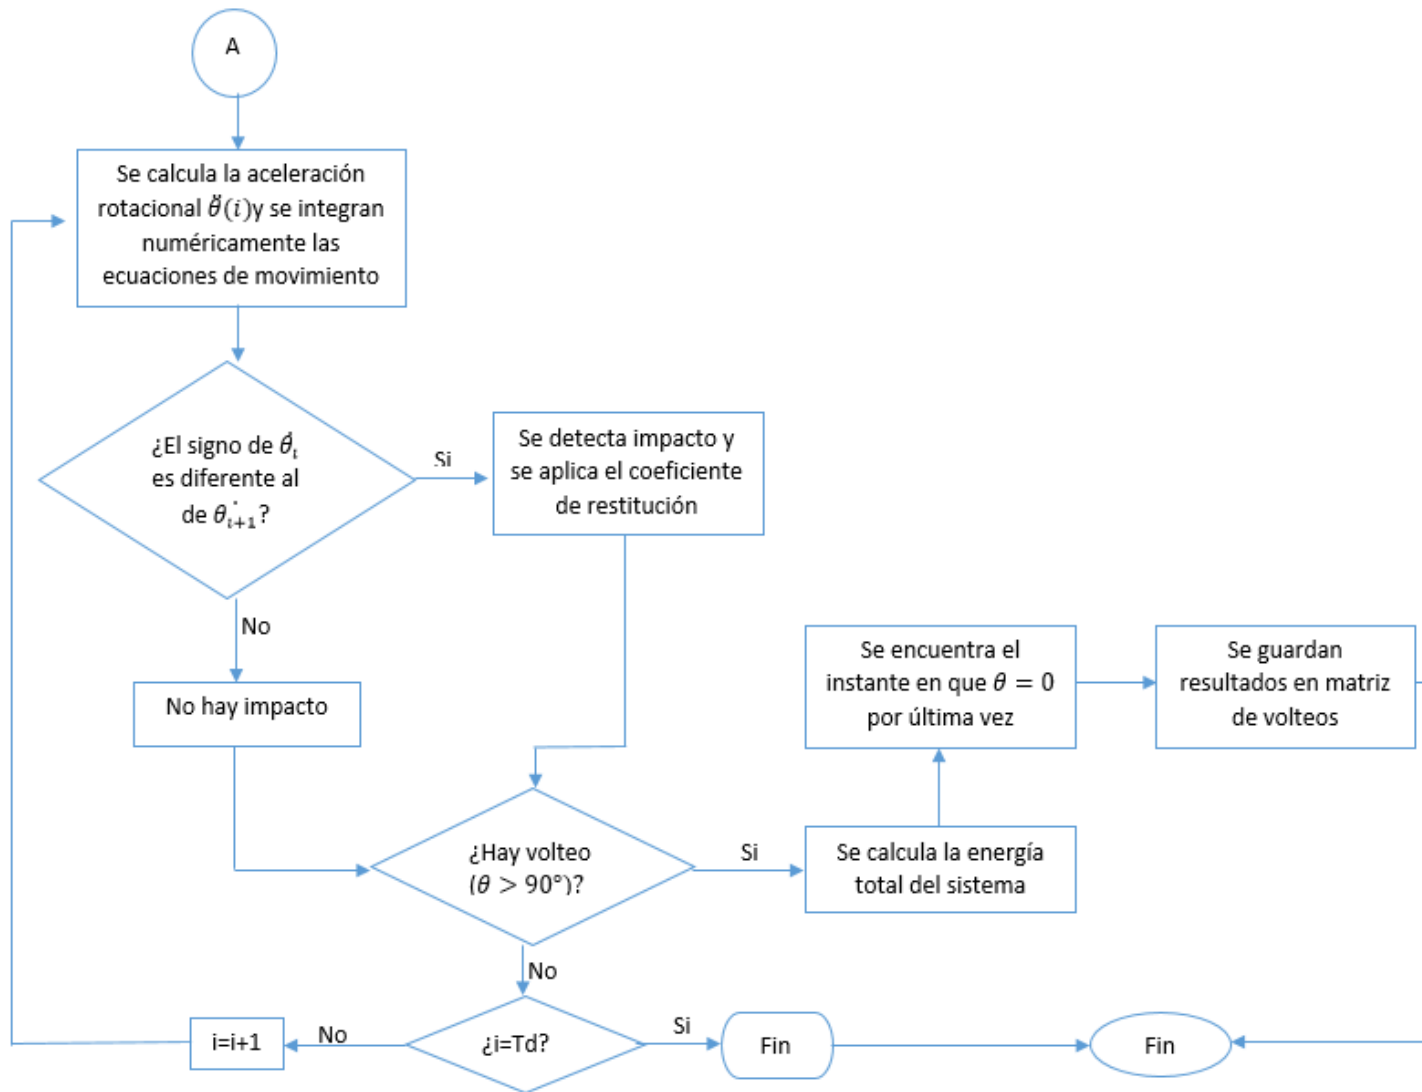 A
Se calcula la aceleración
rotacional θ̈(i)y se integran
numéricamente las
ecuaciones de movimiento
¿El signo de θ̇ᵢ
es diferente al
de θ̇ᵢ₊₁?
Si
Se detecta impacto y
se aplica el coeficiente
de restitución
No
No hay impacto
Se encuentra el
instante en que θ = 0
por última vez
Se guardan
resultados en matriz
de volteos
¿Hay volteo
(θ > 90°)?
Si
Se calcula la energía
total del sistema
No
¿i=Td?
No
i=i+1
Si
Fin
Fin